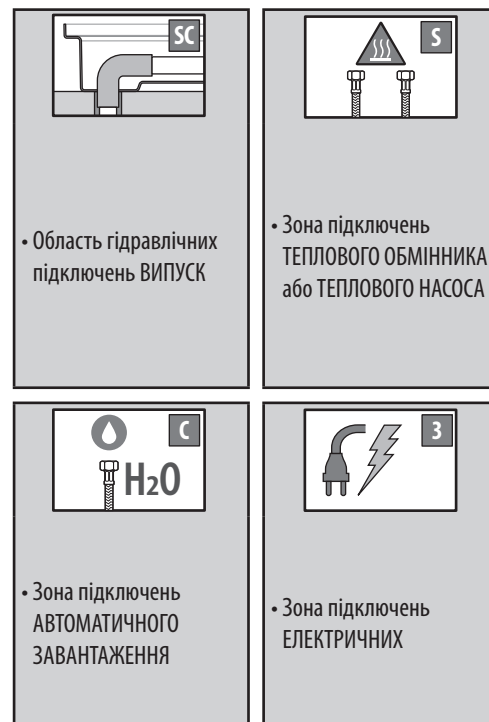 SC
• Область гідравлічних
підключень ВИПУСК
S
• Зона підключень
ТЕПЛОВОГО ОБМІННИКА
або ТЕПЛОВОГО НАСОСА
C
H2O
• Зона підключень
АВТОМАТИЧНОГО
ЗАВАНТАЖЕННЯ
3
• Зона підключень
ЕЛЕКТРИЧНИХ